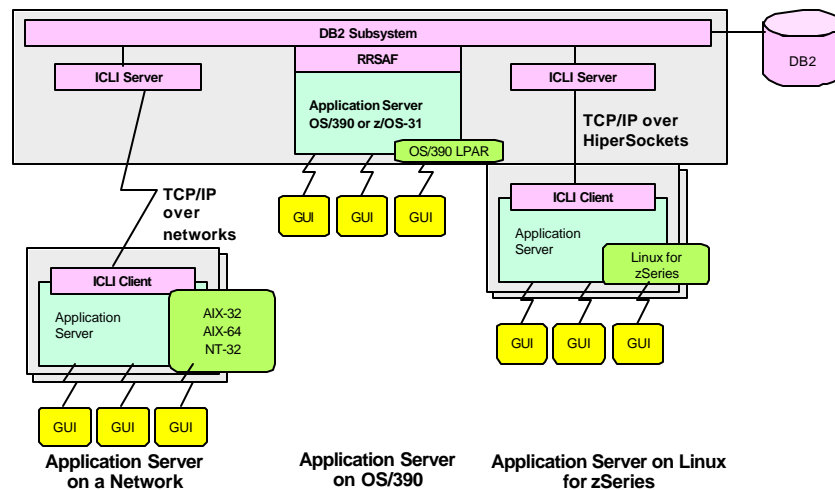 DB2 Subsystem
DB2
ICLI Server
RRSAF
ICLI Server
Application Server
OS/390 or z/OS-31
OS/390 LPAR
TCP/IP over
HiperSockets
GUI
GUI
GUI
TCP/IP
over
networks
ICLI Client
Application
Server
Linux for
zSeries
GUI
GUI
GUI
ICLI Client
Application
Server
AIX-32
AIX-64
NT-32
GUI
GUI
GUI
Application Server
on a Network
Application Server
on OS/390
Application Server on Linux
for zSeries